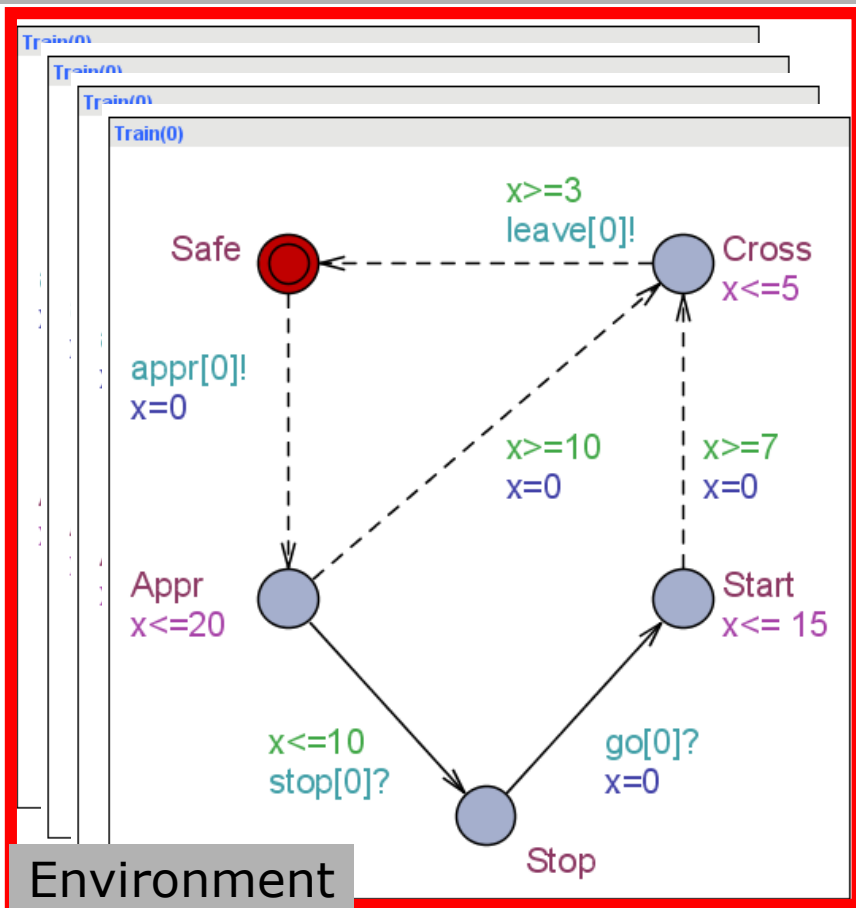 Train(0)
Train(0)
Train(0)
Train(0)
x>=3
leave[0]!
Safe
Cross
x<=5
appr[0]!
x=0
x>=10
x=0
x>=7
x=0
Appr
x<=20
Start
x<= 15
x<=10
stop[0]?
go[0]?
x=0
Stop
Environment